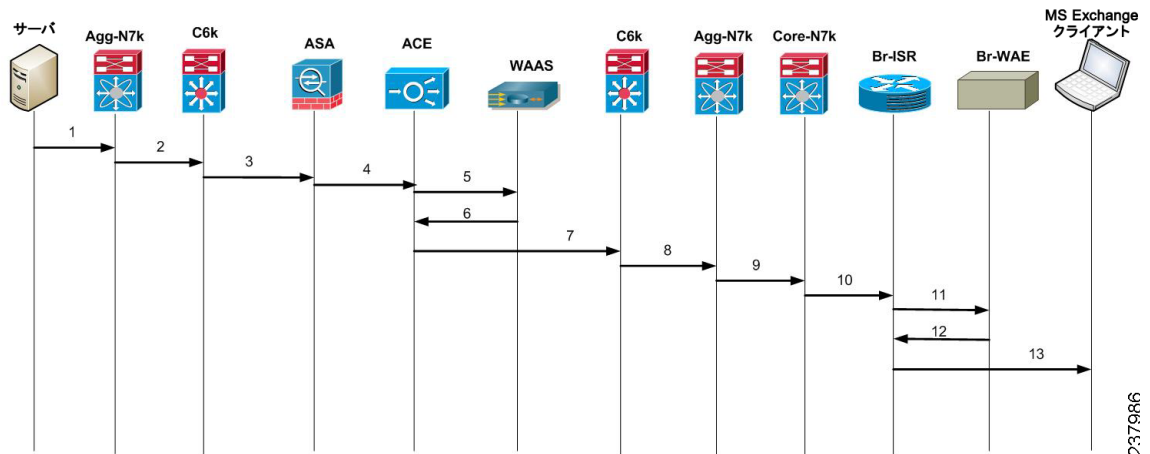 サーバ
Agg-N7k
C6k
ASA
ACE
WAAS
C6k
Agg-N7k
Core-N7k
Br-ISR
Br-WAE
MS Exchange
クライアント
1
2
3
4
5
6
7
8
9
10
11
12
13
237986